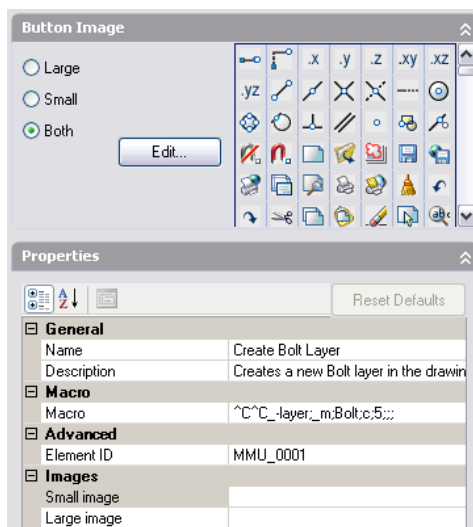 Button Image
Large
Small
Both
Edit...
.X .y .Z .xy .xz
.yz
Properties
Reset Defaults
General
Name Create Bolt Layer
Description Creates a new Bolt layer in the drawin
Macro
Macro ^C^C_-layer;_m;Bolt;c;5;;;
Advanced
Element ID MMU_0001
Images
Small image
Large image